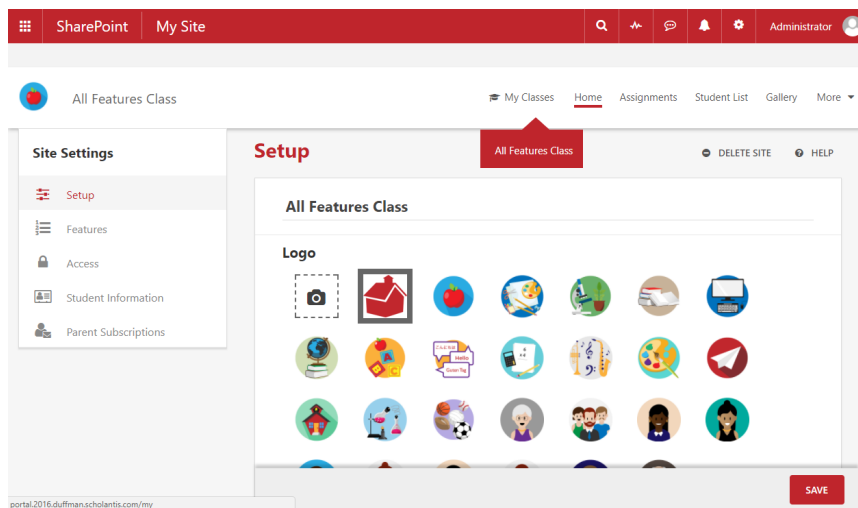 SharePoint My Site Administrator
All Features Class My Classes Home Assignments Student List Gallery More
Site Settings
Setup
Features
Access
Student Information
Parent Subscriptions
Setup All Features Class DELETE SITE HELP
All Features Class
Logo
Hello
SAVE
portal.2016.duffman.scholantis.com/my